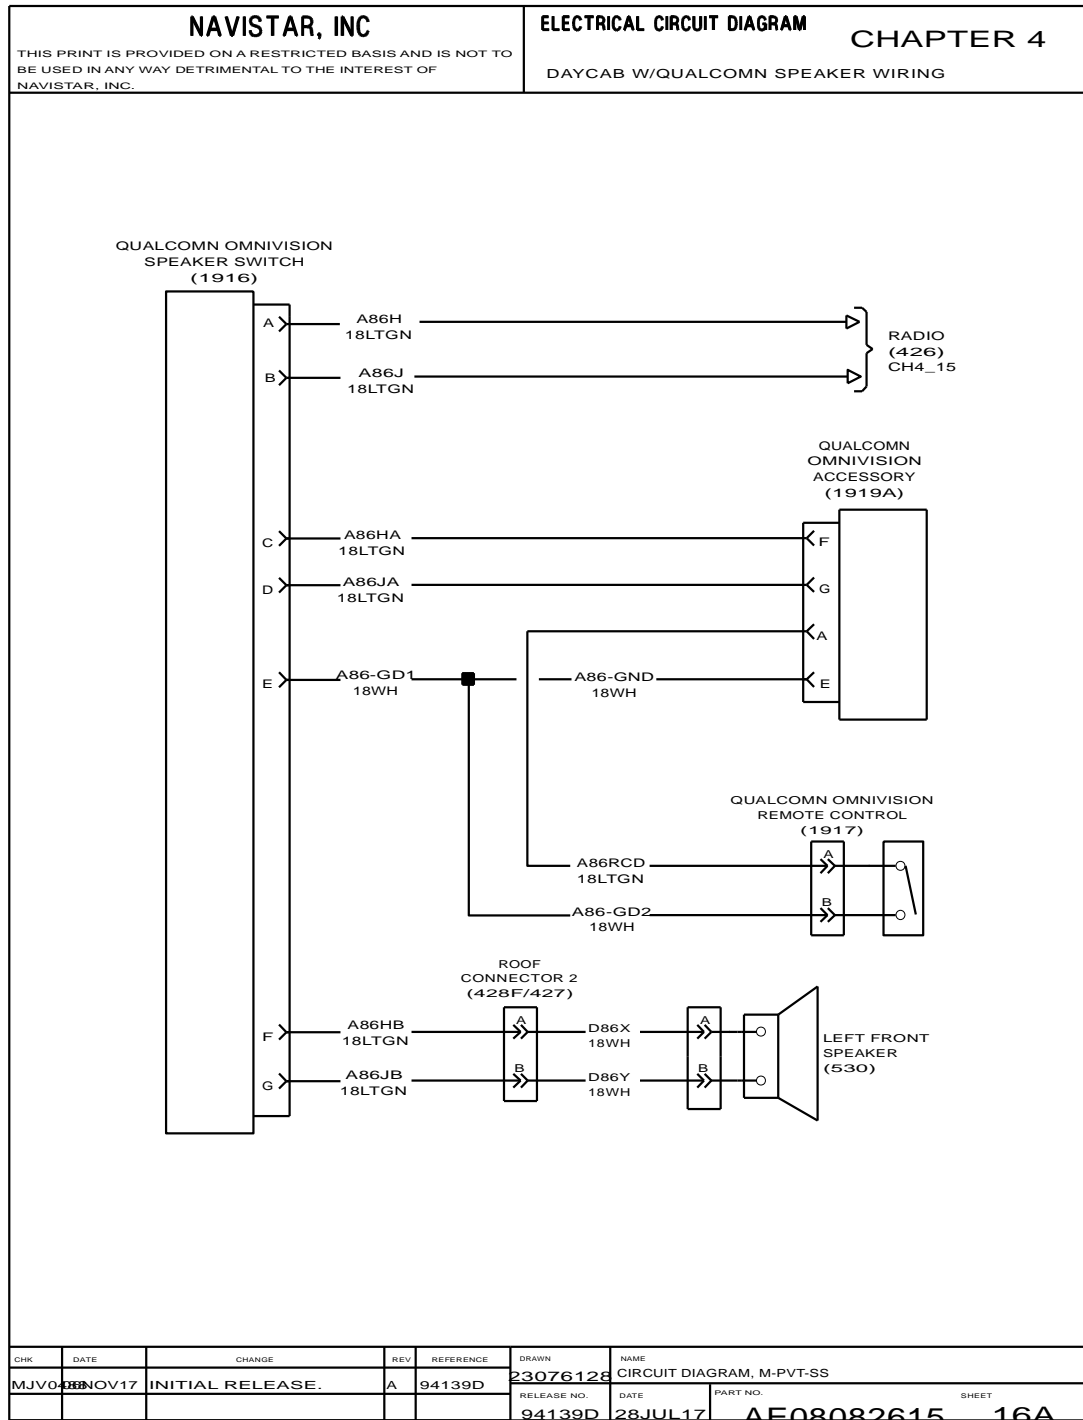 NAVISTAR, INC
THIS PRINT IS PROVIDED ON A RESTRICTED BASIS AND IS NOT TO
BE USED IN ANY WAY DETRIMENTAL TO THE INTEREST OF
NAVISTAR, INC.
ELECTRICAL CIRCUIT DIAGRAM
CHAPTER 4
DAYCAB W/QUALCOMN SPEAKER WIRING
QUALCOMN OMNIVISION
SPEAKER SWITCH
(1916)
A
A86H
18LTGN
B
A86J
18LTGN
RADIO
(426)
CH4_15
QUALCOMN
OMNIVISION
ACCESSORY
(1919A)
C
A86HA
18LTGN
F
D
A86JA
18LTGN
G
A
E
A86-GD1
18WH
A86-GND
18WH
E
QUALCOMN OMNIVISION
REMOTE CONTROL
(1917)
A86RCD
18LTGN
A
A86-GD2
18WH
B
ROOF
CONNECTOR 2
(428F/427)
F
A86HB
18LTGN
A
D86X
18WH
A
G
A86JB
18LTGN
B
D86Y
18WH
B
LEFT FRONT
SPEAKER
(530)
CHK DATE CHANGE REV REFERENCE
INITIAL RELEASE. A 94139D
DRAWN
23076128
NAME
CIRCUIT DIAGRAM, M-PVT-SS
RELEASE NO.
94139D
DATE
28JUL17
PART NO.
AE08082615
SHEET
16A